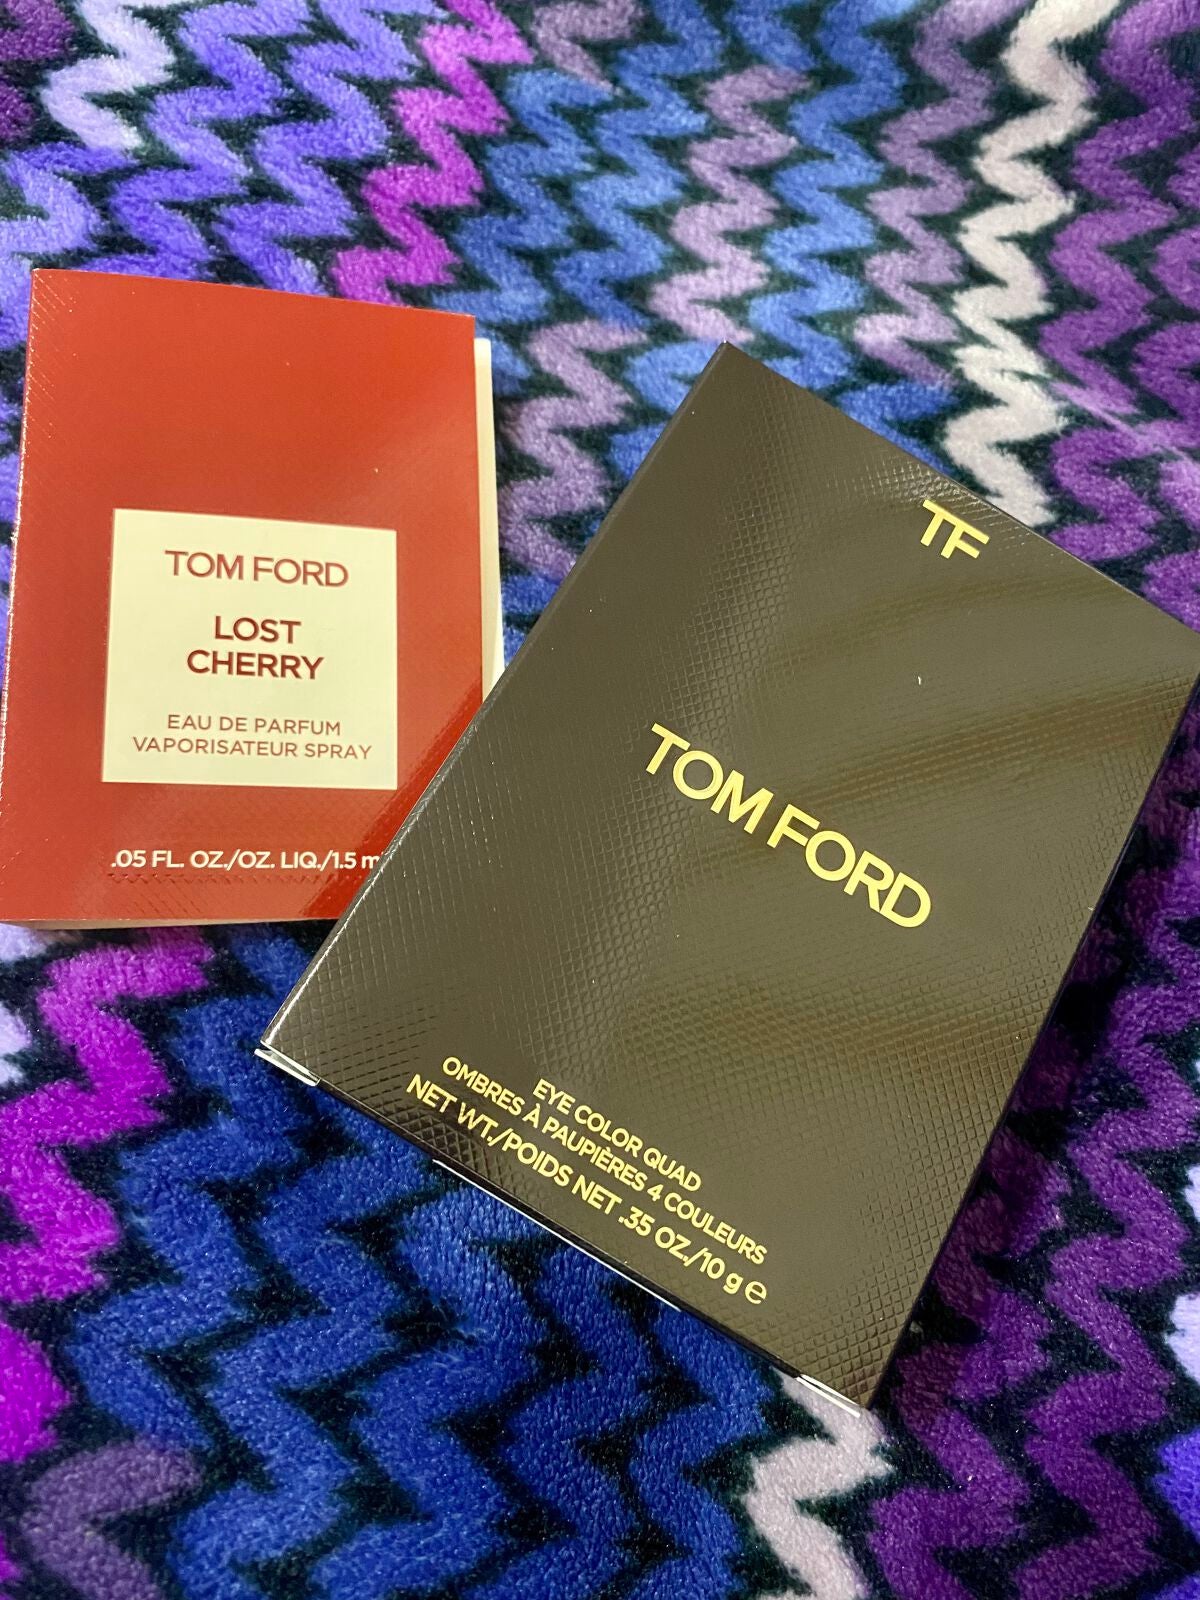 TOM FORD
LOST
CHERRY
EAU DE PARFUM
VAPORISATEUR SPRAY
.05 FL. OZ./OZ. LIQ./1.5 m
TF
TOM FORD
EYE COLOR QUAD
OMBRES À PAUPIÈRES 4 COULEURS
NET WT./POIDS NET .35 OZ./10 g ℮